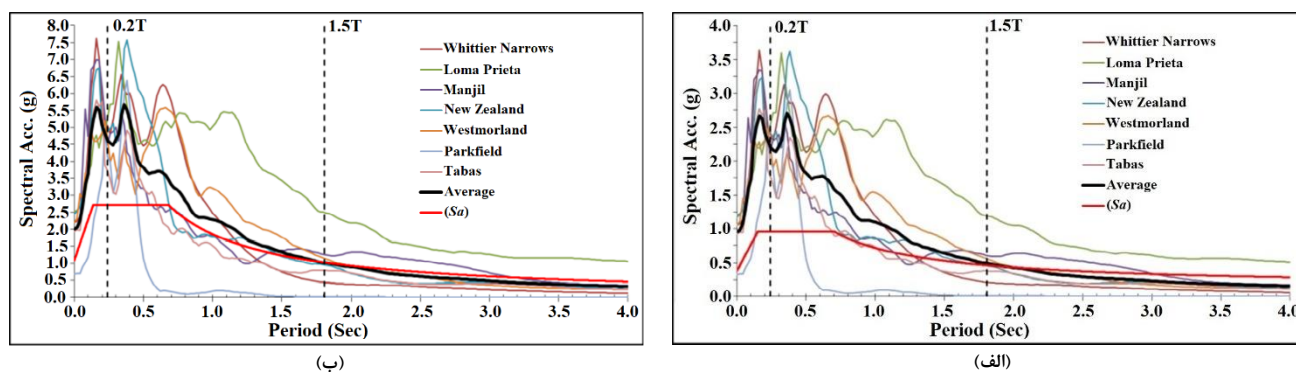 8.0
7.5
7.0
6.5
6.0
5.5
5.0
4.5
4.0
3.5
3.0
2.5
2.0
1.5
1.0
0.5
0.0
Spectral Acc. (g)
0.2T
1.5T
Whittier Narrows
Loma Prieta
Manjil
New Zealand
Westmorland
Parkfield
Tabas
Average
(Sa)
0.0 0.5 1.0 1.5 2.0 2.5 3.0 3.5 4.0
Period (Sec)
(ب)
4.0
3.5
3.0
2.5
2.0
1.5
1.0
0.5
0.0
Spectral Acc. (g)
0.2T
1.5T
Whittier Narrows
Loma Prieta
Manjil
New Zealand
Westmorland
Parkfield
Tabas
Average
(Sa)
0.0 0.5 1.0 1.5 2.0 2.5 3.0 3.5 4.0
Period (Sec)
(الف)